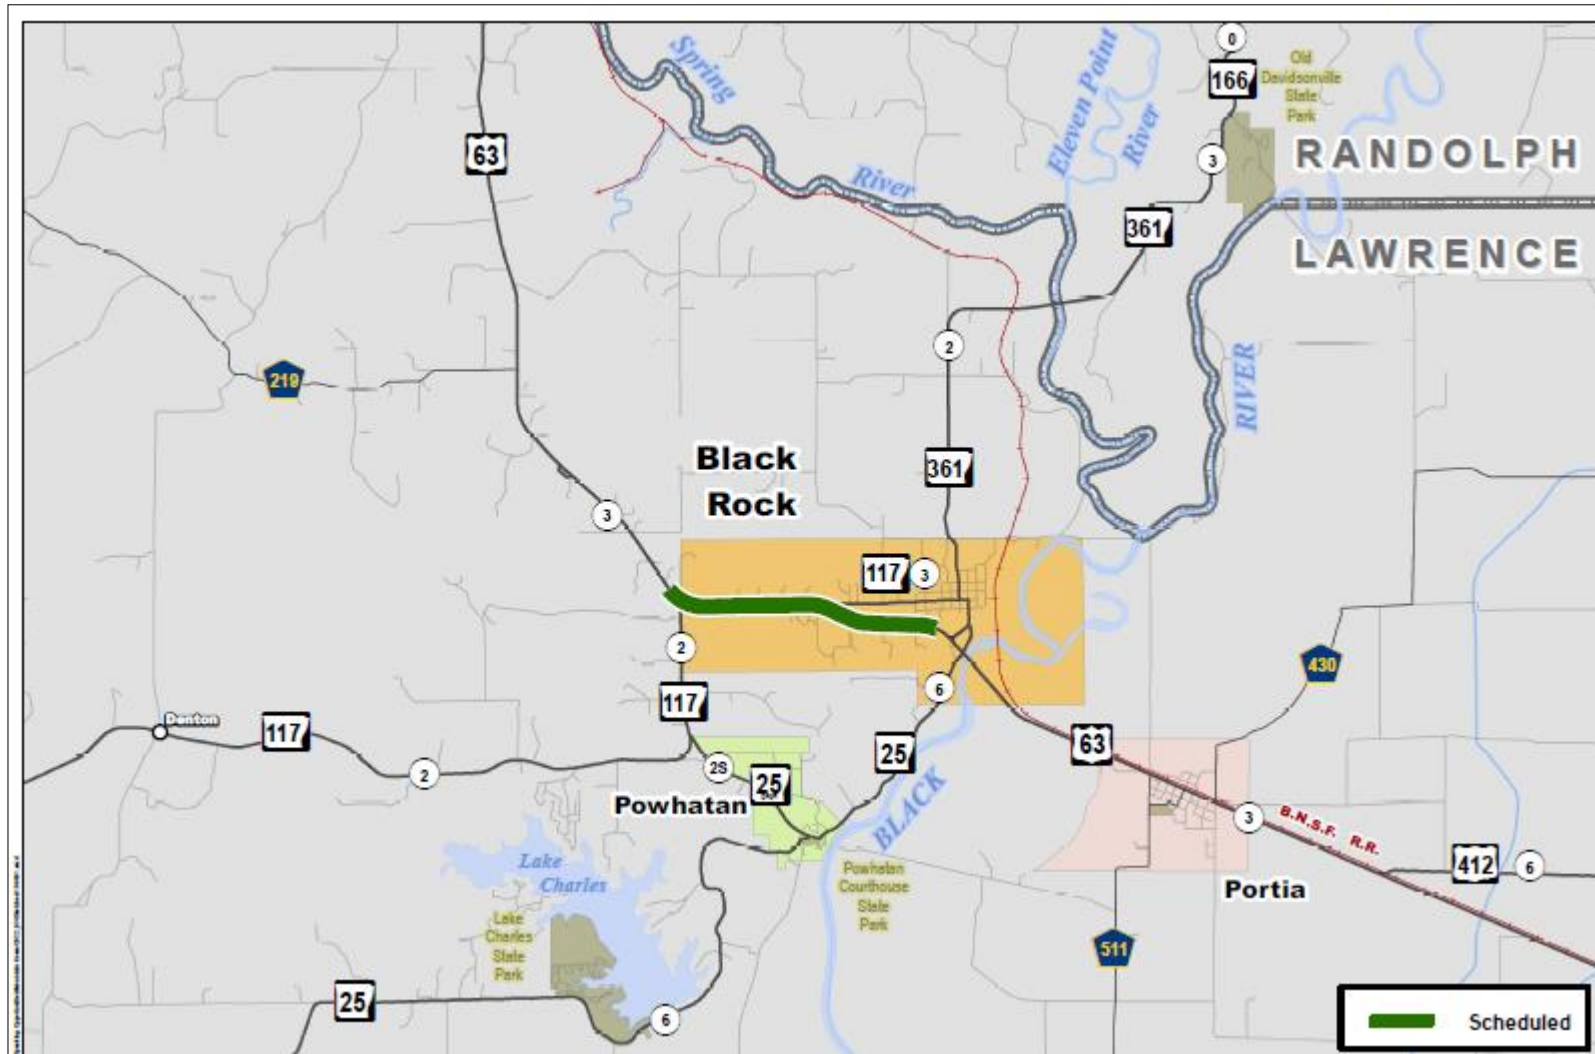 0
166
Old
Davidsonville
State
Park
Spring
Eleven Point
River
63
3
RANDOLPH
River
361
LAWRENCE
2
RIVER
219
Black
Rock
361
3
117
3
2
6
430
117
Denton
117
25
63
2S
2
25
Powhatan
BLACK
3
B.N.S.F. R.R.
412
6
Lake
Charles
Powhatan
Courthouse
State
Park
Portia
Lake
Charles
State
Park
511
25
6
Scheduled